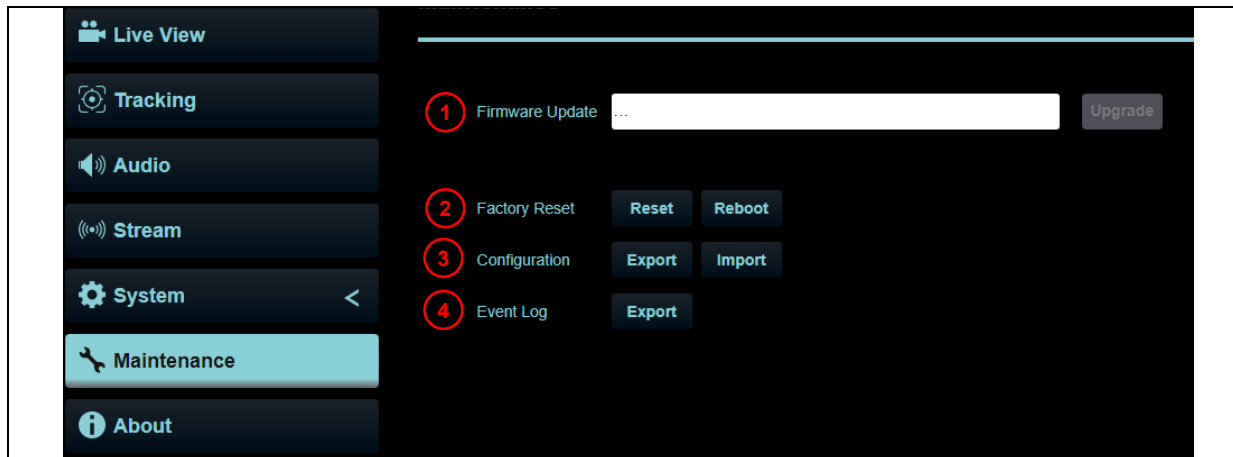 Live View
Tracking
Audio
Stream
System <
Maintenance
About
1 Firmware Update ... Upgrade
2 Factory Reset Reset Reboot
3 Configuration Export Import
4 Event Log Export